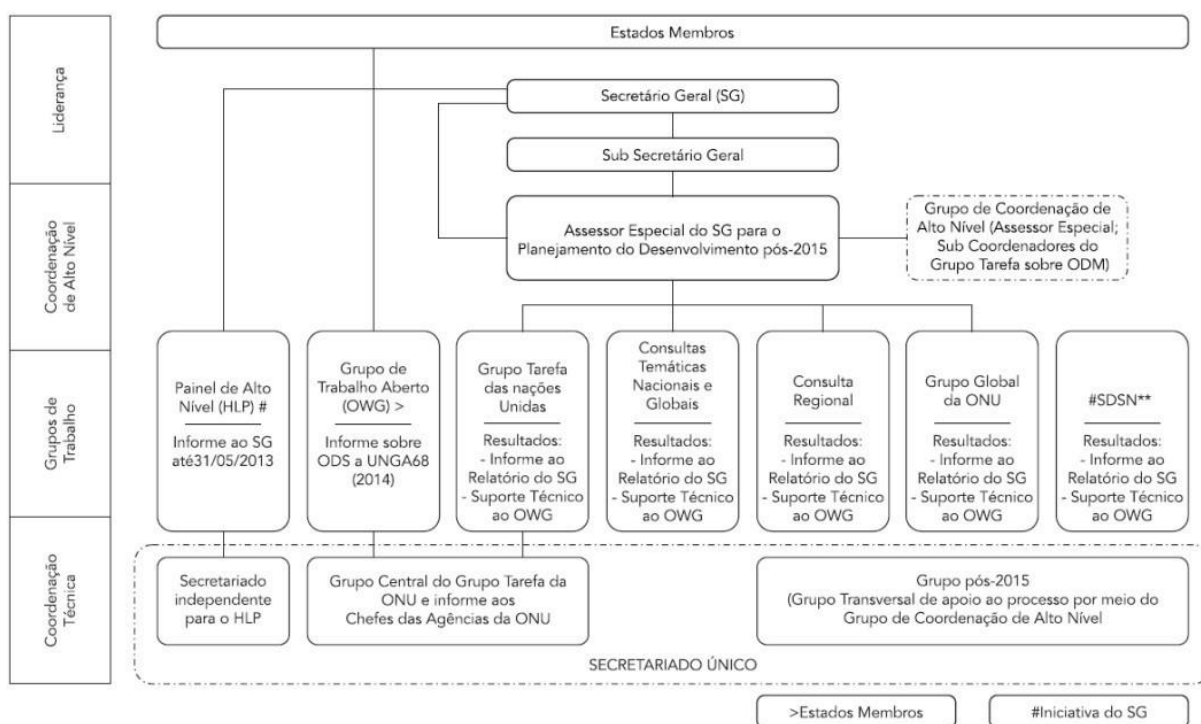 Estados Membros
Liderança
Secretário Geral (SG)
Sub Secretário Geral
Coordenação
de Alto Nível
Assessor Especial do SG para o
Planejamento do Desenvolvimento pós-2015
Grupo de Coordenação de
Alto Nível (Assessor Especial;
Sub Coordenadores do
Grupo Tarefa sobre ODM)
Grupos de
Trabalho
Painel de Alto
Nível (HLP) #
Informe ao SG
até31/05/2013
Grupo de
Trabalho Aberto
(OWG) >
Informe sobre
ODS a UNGA68
(2014)
Grupo Tarefa
das nações
Unidas
Resultados:
- Informe ao
Relatório do SG
- Suporte Técnico
ao OWG
Consultas
Temáticas
Nacionais e
Globais
Resultados:
- Informe ao
Relatório do SG
- Suporte Técnico
ao OWG
Consulta
Regional
Resultados:
- Informe ao
Relatório do SG
- Suporte Técnico
ao OWG
Grupo Global
da ONU
Resultados:
- Informe ao
Relatório do SG
- Suporte Técnico
ao OWG
#SDSN**
Resultados:
- Informe ao
Relatório do SG
- Suporte Técnico
ao OWG
Coordenação
Técnica
Secretariado
independente
para o HLP
Grupo Central do Grupo Tarefa da
ONU e informe aos
Chefes das Agências da ONU
Grupo pós-2015
(Grupo Transversal de apoio ao processo por meio do
Grupo de Coordenação de Alto Nível
SECRETARIADO ÚNICO
>Estados Membros
#Iniciativa do SG